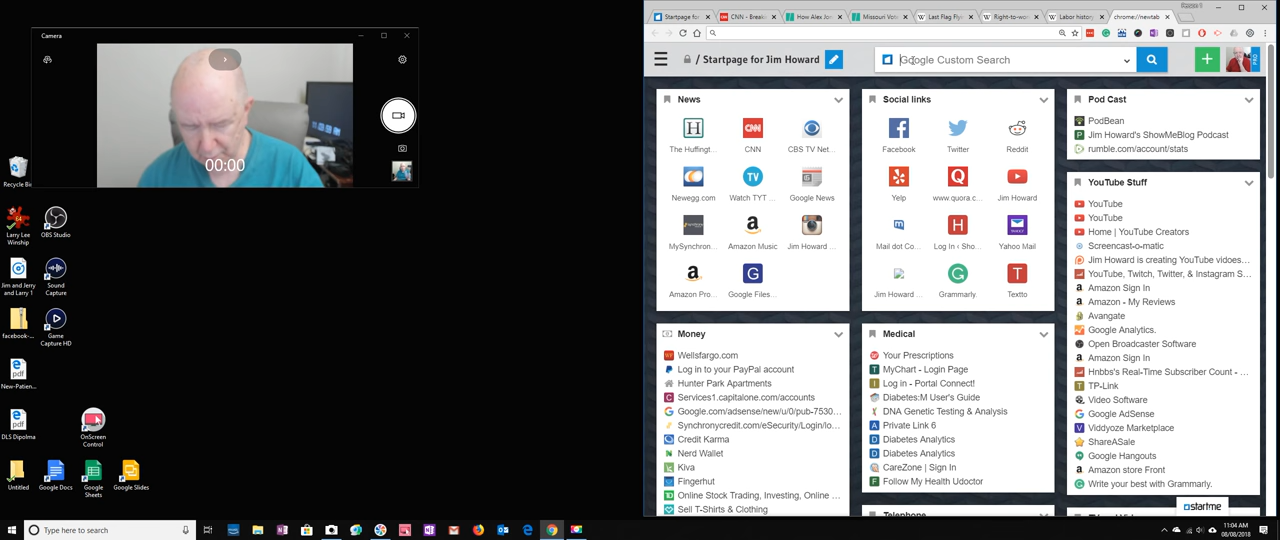 Camera
00:00
Recycle Bin
Larry Lee
Winship
OBS Studio
Jim and Jerry
and Larry 1
Sound
Capture
facebook-...
Game
Capture HD
New-Patien...
DLS Dipolma
OnScreen
Control
Untitled
Google Docs
Google
Sheets
Google Slides
Type here to search
Startpage for
CNN - Break
How Alex Jon
Missouri Vot
Last Flag Fly
Right-to-wo
Labor history
chrome://newtab
/ Startpage for Jim Howard
Google Custom Search
PRO
News
The Huffingt...
CNN
CBS TV Net...
Newegg.com
Watch TYT ...
Google News
MySynchron...
Amazon Music
Jim Howard ...
Amazon Pro...
Google Files...
Social links
Facebook
Twitter
Reddit
Yelp
www.quora.c...
Jim Howard
Mail dot Co...
Log In ‹ Sho...
Yahoo Mail
Jim Howard ...
Grammarly.
Textto
Pod Cast
PodBean
Jim Howard's ShowMeBlog Podcast
rumble.com/account/stats
YouTube Stuff
YouTube
YouTube
Home | YouTube Creators
Screencast-o-matic
Jim Howard is creating YouTube vidoes...
YouTube, Twitch, Twitter, & Instagram S...
Amazon Sign In
Amazon - My Reviews
Avangate
Google Analytics.
Open Broadcaster Software
Amazon Sign In
Hnbbs's Real-Time Subscriber Count - ...
TP-Link
Video Software
Google AdSense
Viddyoze Marketplace
ShareASale
Google Hangouts
Amazon store Front
Write your best with Grammarly.
Money
Wellsfargo.com
Log in to your PayPal account
Hunter Park Apartments
Services1.capitalone.com/accounts
Google.com/adsense/new/u/0/pub-7530...
Synchronycredit.com/eSecurity/Login/lo...
Credit Karma
Nerd Wallet
Kiva
Fingerhut
Online Stock Trading, Investing, Online ...
Sell T-Shirts & Clothing
Medical
Your Prescriptions
MyChart - Login Page
Log in - Portal Connect!
Diabetes:M User's Guide
DNA Genetic Testing & Analysis
Private Link 6
Diabetes Analytics
Diabetes Analytics
CareZone | Sign In
Follow My Health Udoctor
Telephone
startme
11:04 AM
08/08/2018